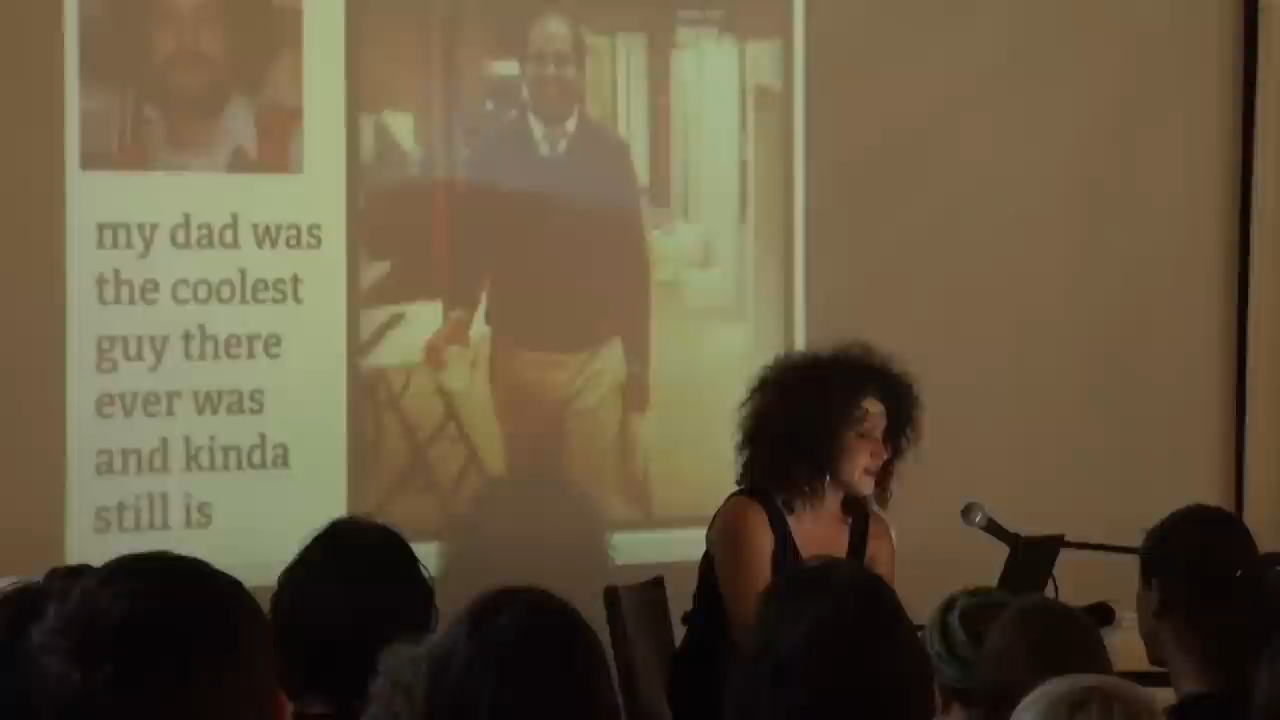 my dad was
the coolest
guy there
ever was
and kinda
still is